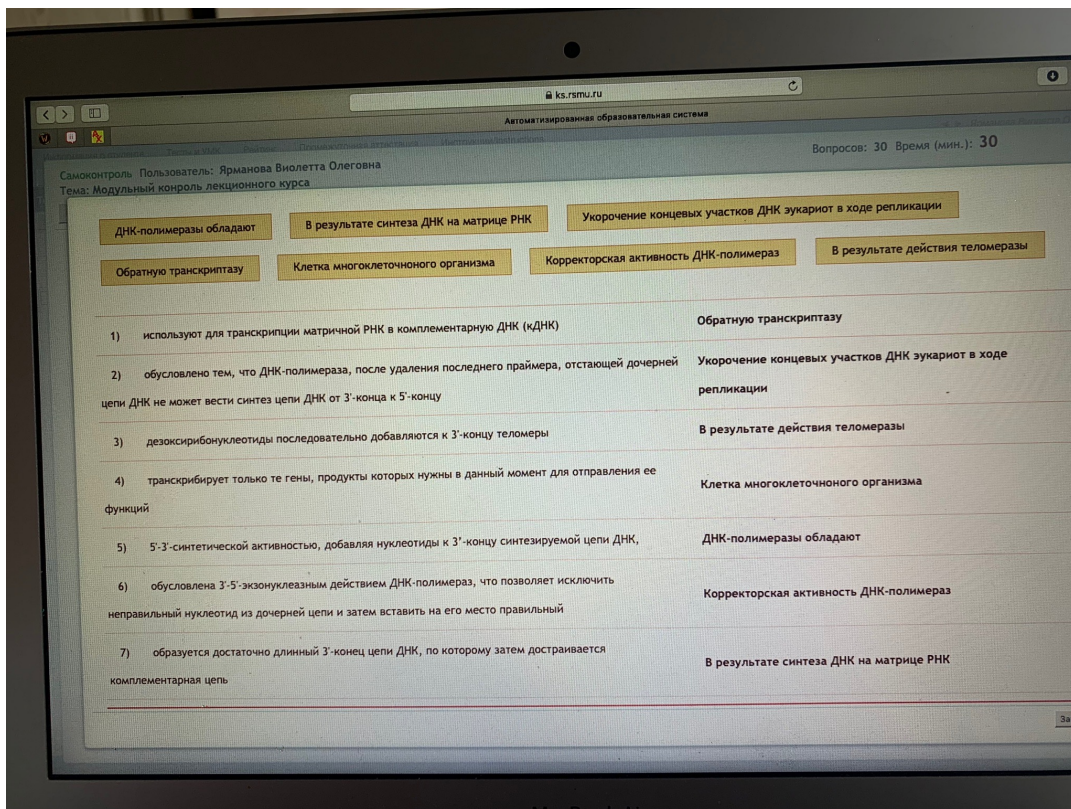 ks.rsmu.ru
Автоматизированная образовательная система
Самоконтроль Пользователь: Ярманова Виолетта Олеговна
Вопросов: 30 Время (мин.): 30
Тема: Модульный конроль лекционного курса
ДНК-полимеразы обладают
В результате синтеза ДНК на матрице РНК
Укорочение концевых участков ДНК эукариот в ходе репликации
Обратную транскриптазу
Клетка многоклеточноного организма
Корректорская активность ДНК-полимераз
В результате действия теломеразы
1) используют для транскрипции матричной РНК в комплементарную ДНК (кДНК)
Обратную транскриптазу
2) обусловлено тем, что ДНК-полимераза, после удаления последнего праймера, отстающей дочерней
цепи ДНК не может вести синтез цепи ДНК от 3'-конца к 5'-концу
Укорочение концевых участков ДНК эукариот в ходе
репликации
3) дезоксирибонуклеотиды последовательно добавляются к 3'-концу теломеры
В результате действия теломеразы
4) транскрибирует только те гены, продукты которых нужны в данный момент для отправления ее
функций
Клетка многоклеточноного организма
5) 5'-3'-синтетической активностью, добавляя нуклеотиды к 3'-концу синтезируемой цепи ДНК,
ДНК-полимеразы обладают
6) обусловлена 3'-5'-экзонуклеазным действием ДНК-полимераз, что позволяет исключить
неправильный нуклеотид из дочерней цепи и затем вставить на его место правильный
Корректорская активность ДНК-полимераз
7) образуется достаточно длинный 3'-конец цепи ДНК, по которому затем достраивается
комплементарная цепь
В результате синтеза ДНК на матрице РНК
За